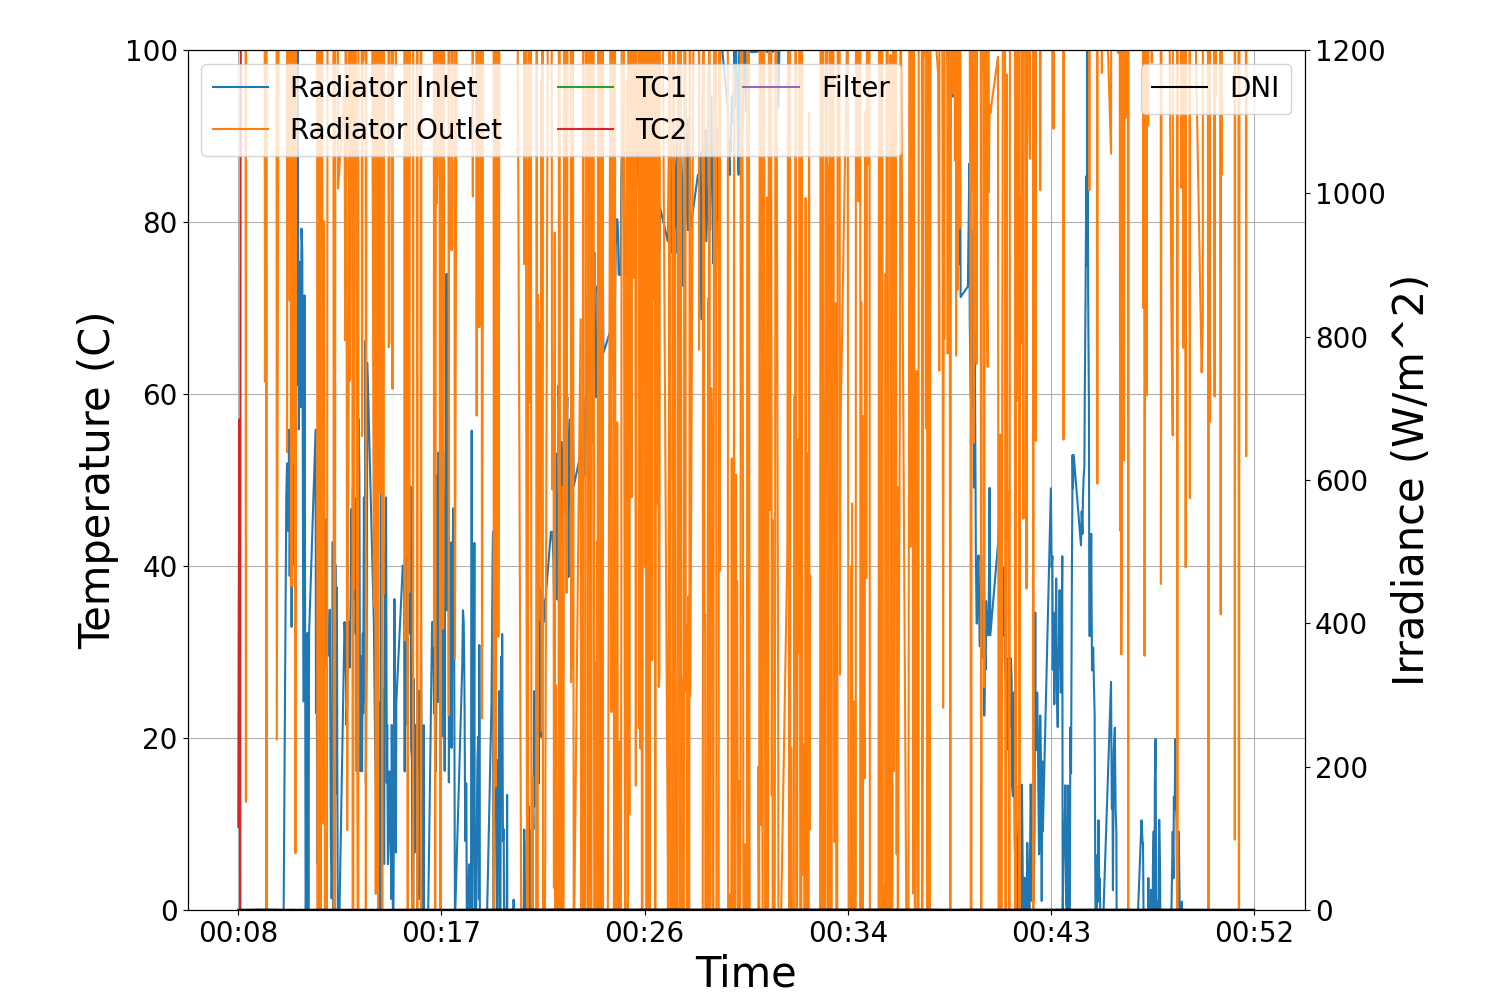 100
80
60
40
20
0
Temperature (C)
Radiator Inlet
Radiator Outlet
TC1
TC2
Filter
DNI
1200
1000
800
600
400
200
0
Irradiance (W/m^2)
00:08 00:17 00:26 00:34 00:43 00:52
Time